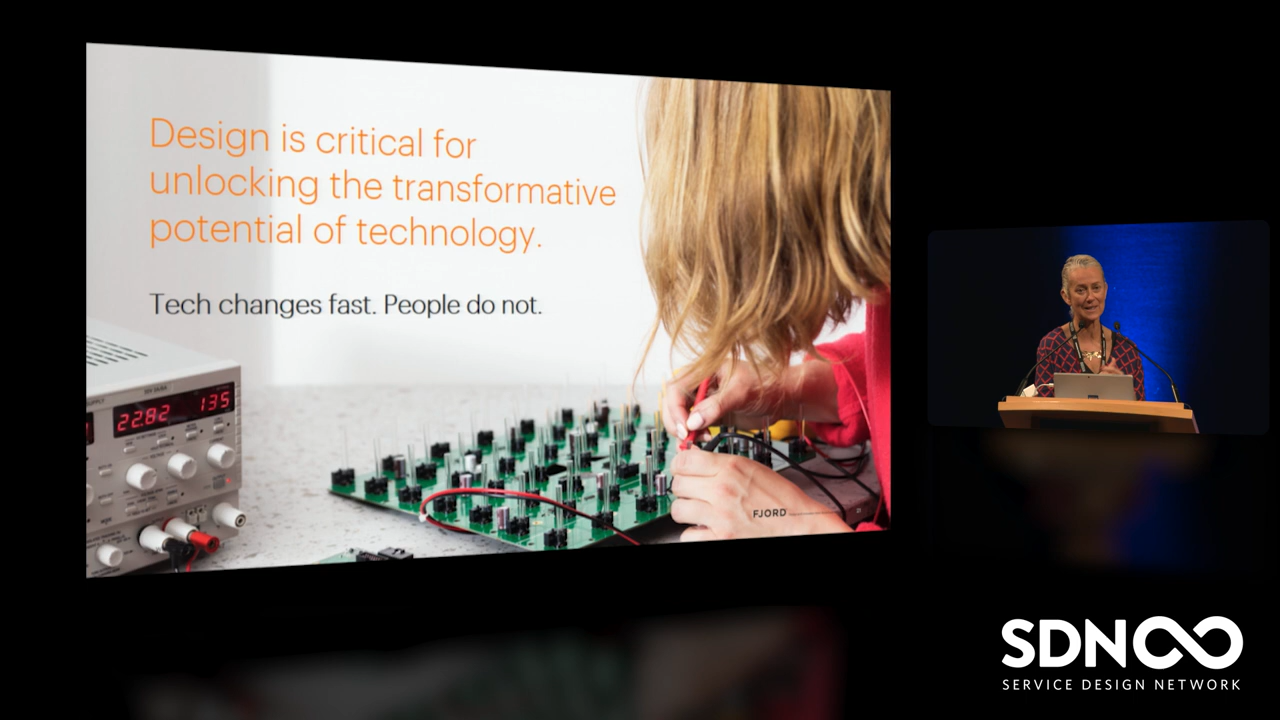 Design is critical for
unlocking the transformative
potential of technology.
Tech changes fast. People do not.
22.82 135
FJORD
SDN
SERVICE DESIGN NETWORK